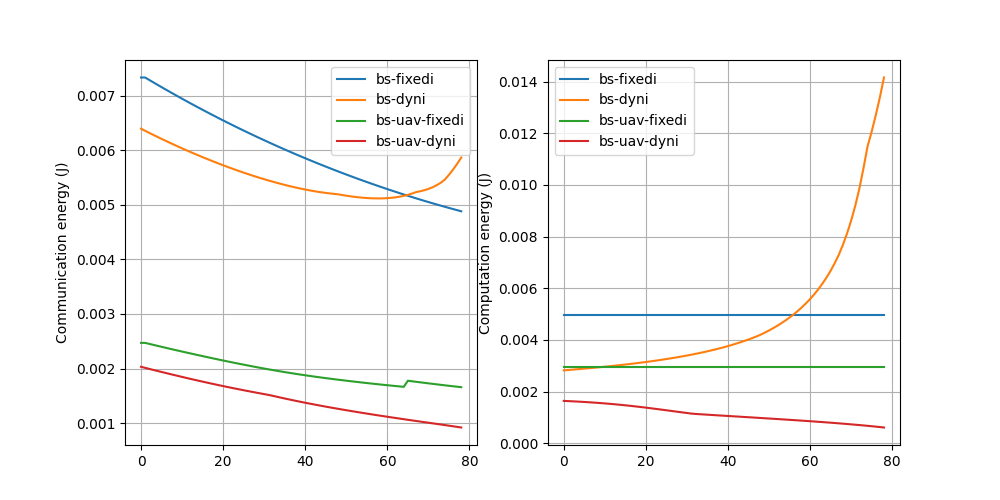 Communication energy (J)
0.007
0.006
0.005
0.004
0.003
0.002
0.001
0
20
40
60
80
bs-fixedi
bs-dyni
bs-uav-fixedi
bs-uav-dyni
Computation energy (J)
0.014
0.012
0.010
0.008
0.006
0.004
0.002
0.000
0
20
40
60
80
bs-fixedi
bs-dyni
bs-uav-fixedi
bs-uav-dyni